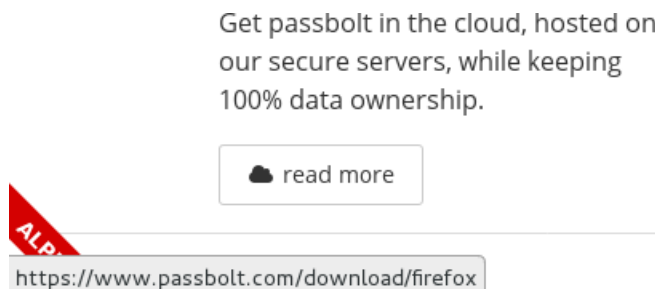 Get passbolt in the cloud, hosted on
our secure servers, while keeping
100% data ownership.
read more
https://www.passbolt.com/download/firefox